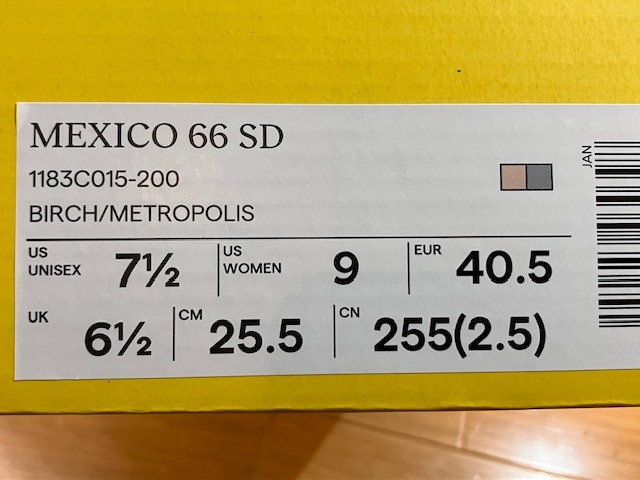 MEXICO 66 SD
1183C015-200
BIRCH/METROPOLIS
JAN
US UNISEX 7½ US WOMEN 9 EUR 40.5
UK 6½ CM 25.5 CN 255(2.5)